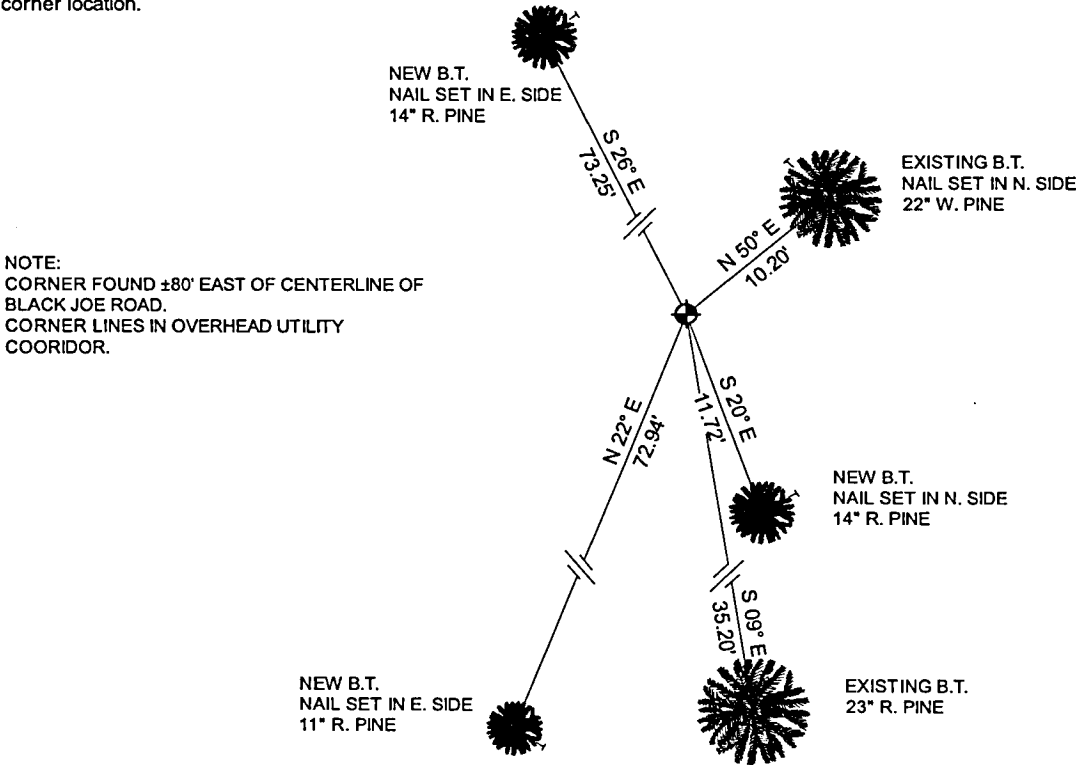 corner location.
NEW B.T.
NAIL SET IN E. SIDE
14" R. PINE
S 26° E
73.25'
EXISTING B.T.
NAIL SET IN N. SIDE
22" W. PINE
N 50° E
10.20'
NOTE:
CORNER FOUND ±80' EAST OF CENTERLINE OF
BLACK JOE ROAD.
CORNER LINES IN OVERHEAD UTILITY
COORIDOR.
N 22° E
72.94'
S 20° E
11.72'
NEW B.T.
NAIL SET IN N. SIDE
14" R. PINE
S 09° E
35.20'
NEW B.T.
NAIL SET IN E. SIDE
11" R. PINE
EXISTING B.T.
23" R. PINE